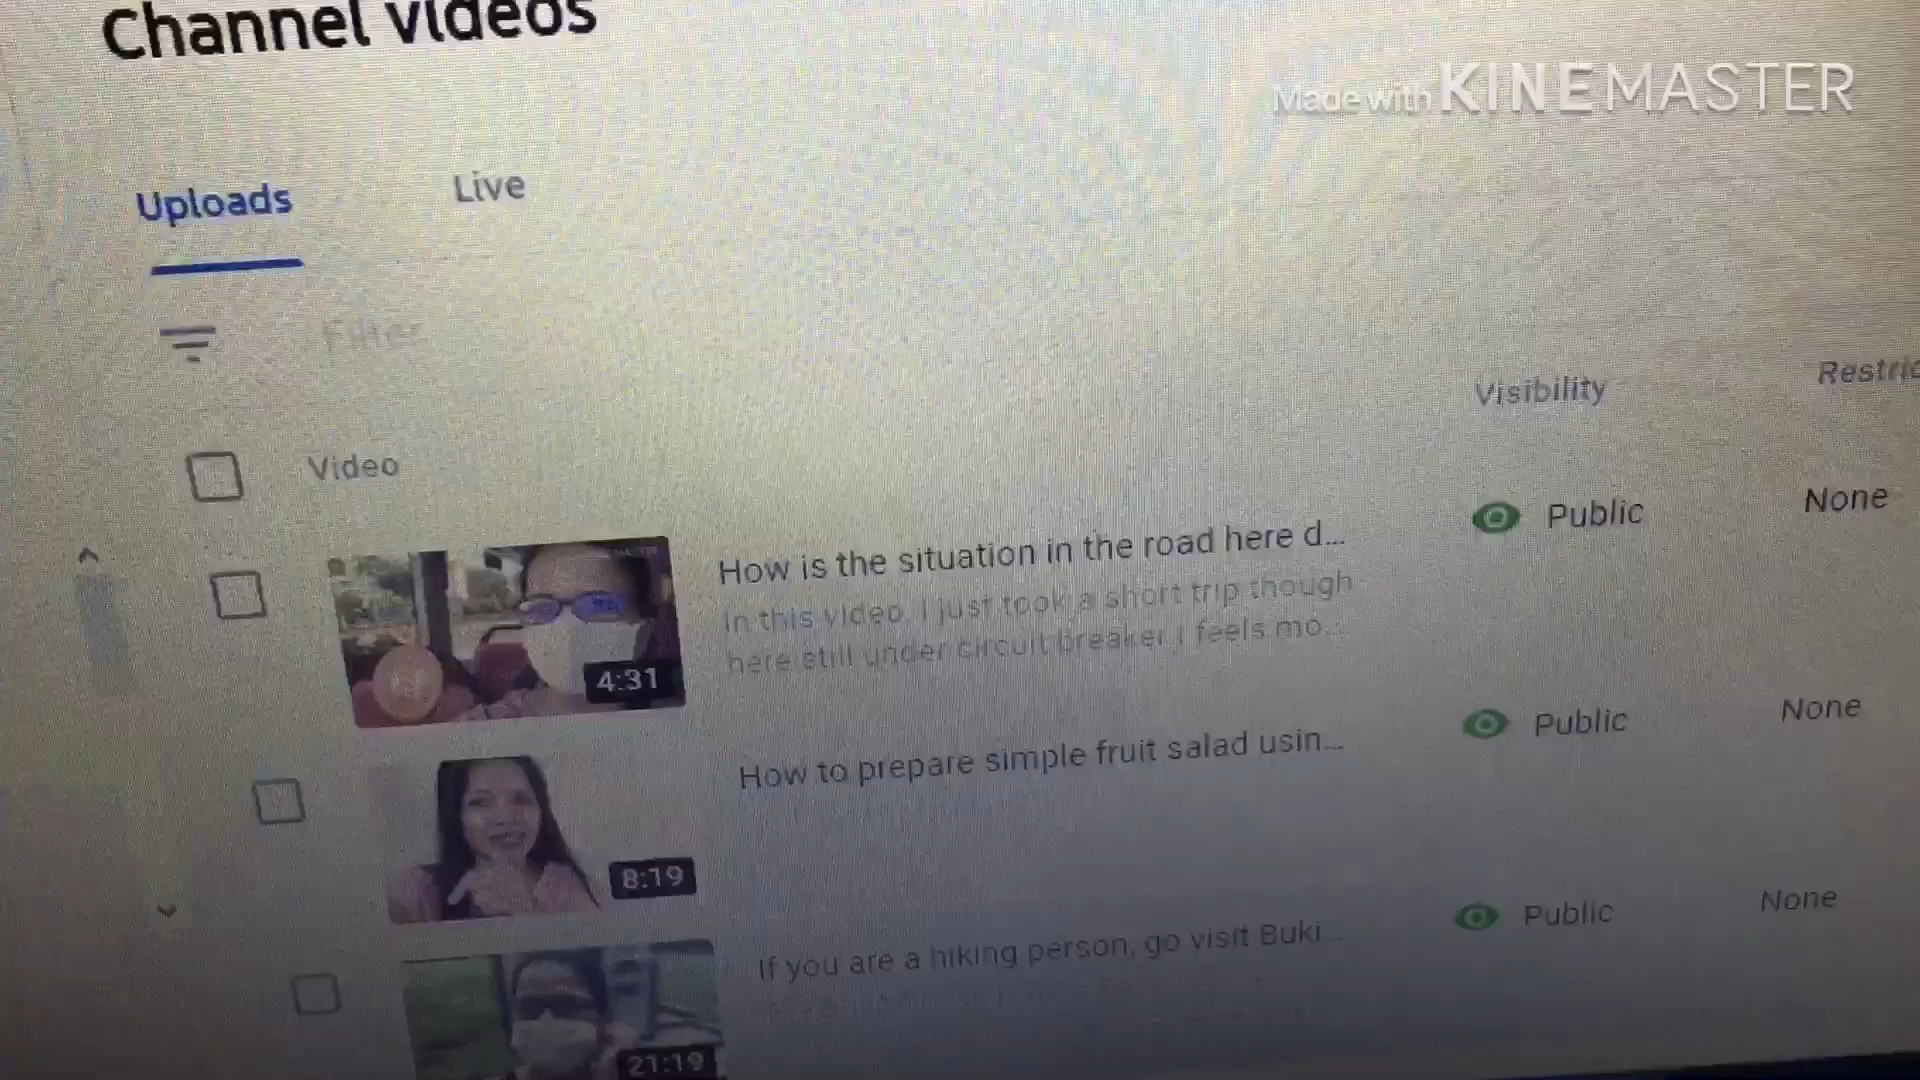 Channel videos
Made with KINEMASTER
Uploads
Live
Filter
Visibility
Restric
Video
How is the situation in the road here d...
In this video, I just took a short trip though
here still under circuit breaker I feels mo...
Public
None
4:31
How to prepare simple fruit salad usin...
Public
None
8:19
If you are a hiking person, go visit Buki...
Public
None
21:19